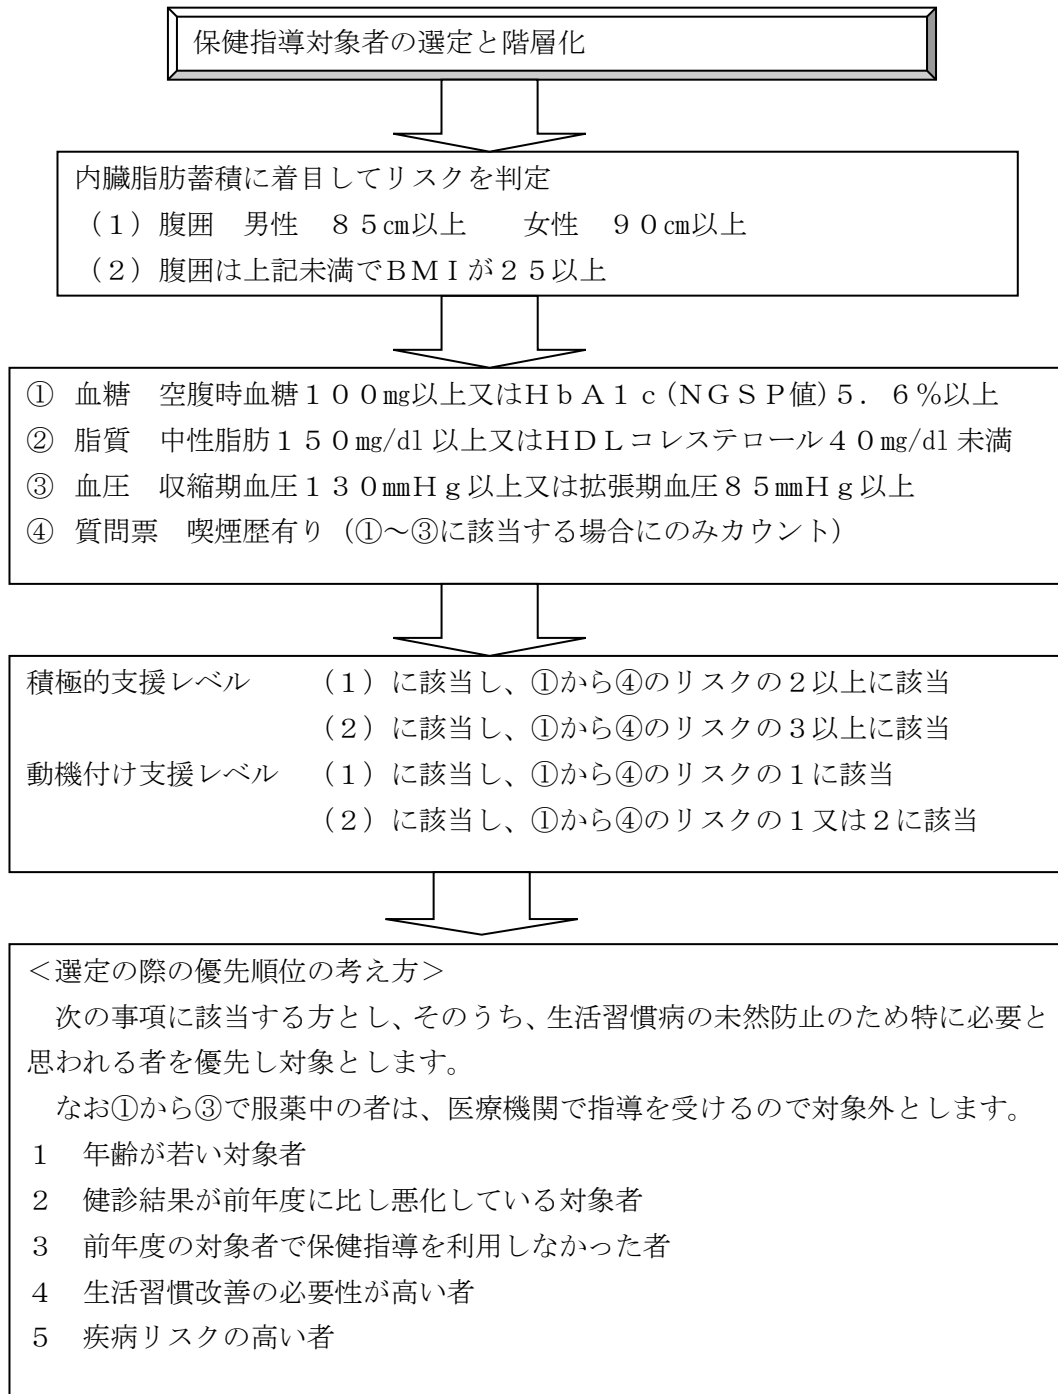 保健指導対象者の選定と階層化
内臓脂肪蓄積に着目してリスクを判定
（１）腹囲　男性　８５㎝以上　　女性　９０㎝以上
（２）腹囲は上記未満でＢＭＩが２５以上
①　血糖　空腹時血糖１００㎎以上又はＨｂＡ１ｃ(ＮＧＳＰ値)５．６％以上
②　脂質　中性脂肪１５０㎎/dl 以上又はＨＤＬコレステロール４０㎎/dl 未満
③　血圧　収縮期血圧１３０㎜Ｈｇ以上又は拡張期血圧８５㎜Ｈｇ以上
④　質問票　喫煙歴有り（①～③に該当する場合にのみカウント）
積極的支援レベル　　（１）に該当し、①から④のリスクの２以上に該当
（２）に該当し、①から④のリスクの３以上に該当
動機付け支援レベル　（１）に該当し、①から④のリスクの１に該当
（２）に該当し、①から④のリスクの１又は２に該当
＜選定の際の優先順位の考え方＞
次の事項に該当する方とし、そのうち、生活習慣病の未然防止のため特に必要と
思われる者を優先し対象とします。
なお①から③で服薬中の者は、医療機関で指導を受けるので対象外とします。
１　年齢が若い対象者
２　健診結果が前年度に比し悪化している対象者
３　前年度の対象者で保健指導を利用しなかった者
４　生活習慣改善の必要性が高い者
５　疾病リスクの高い者